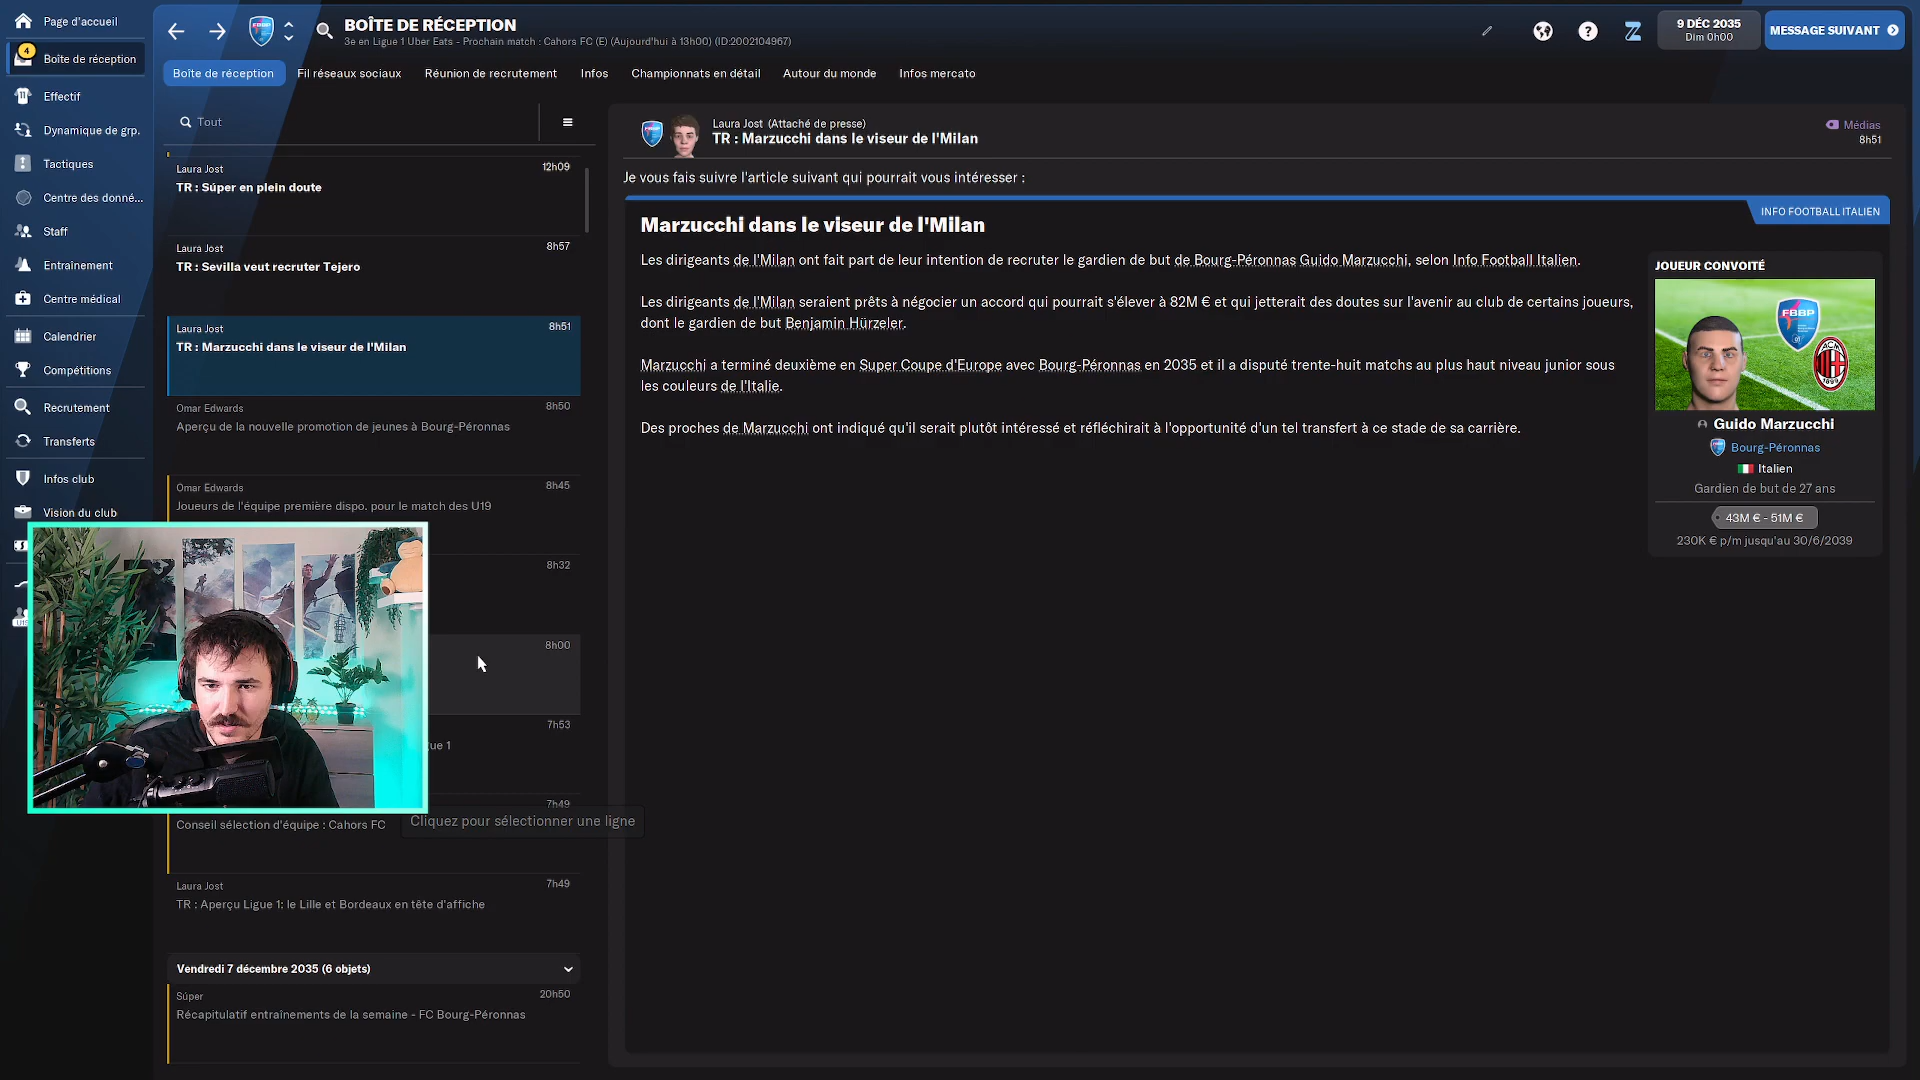 Page d'accueil
4
Boîte de réception
Effectif
Dynamique de grp.
Tactiques
Centre des donné...
Staff
Entraînement
Centre médical
Calendrier
Compétitions
Recrutement
Transferts
Infos club
Vision du club
BOÎTE DE RÉCEPTION
3e en Ligue 1 Uber Eats - Prochain match : Cahors FC (E) (Aujourd'hui à 13h00) (ID:2002104967)
9 DÉC 2035
Dim 0h00
MESSAGE SUIVANT
Boîte de réception
Fil réseaux sociaux
Réunion de recrutement
Infos
Championnats en détail
Autour du monde
Infos mercato
Tout
Laura Jost
12h09
TR : Súper en plein doute
Laura Jost
8h57
TR : Sevilla veut recruter Tejero
Laura Jost
8h51
TR : Marzucchi dans le viseur de l'Milan
Omar Edwards
8h50
Aperçu de la nouvelle promotion de jeunes à Bourg-Péronnas
Omar Edwards
8h45
Joueurs de l'équipe première dispo. pour le match des U19
8h32
8h00
7h53
gue 1
7h49
Conseil sélection d'équipe : Cahors FC
Cliquez pour sélectionner une ligne
Laura Jost
7h49
TR : Aperçu Ligue 1: le Lille et Bordeaux en tête d'affiche
Vendredi 7 décembre 2035 (6 objets)
Súper
20h50
Récapitulatif entraînements de la semaine - FC Bourg-Péronnas
Laura Jost (Attaché de presse)
TR : Marzucchi dans le viseur de l'Milan
Médias
8h51
Je vous fais suivre l'article suivant qui pourrait vous intéresser :
INFO FOOTBALL ITALIEN
Marzucchi dans le viseur de l'Milan
Les dirigeants de l'Milan ont fait part de leur intention de recruter le gardien de but de Bourg-Péronnas Guido Marzucchi, selon Info Football Italien.
Les dirigeants de l'Milan seraient prêts à négocier un accord qui pourrait s'élever à 82M € et qui jetterait des doutes sur l'avenir au club de certains joueurs,
dont le gardien de but Benjamin Hürzeler.
Marzucchi a terminé deuxième en Super Coupe d'Europe avec Bourg-Péronnas en 2035 et il a disputé trente-huit matchs au plus haut niveau junior sous
les couleurs de l'Italie.
Des proches de Marzucchi ont indiqué qu'il serait plutôt intéressé et réfléchirait à l'opportunité d'un tel transfert à ce stade de sa carrière.
JOUEUR CONVOITÉ
FBBP
ACM
1899
Guido Marzucchi
Bourg-Péronnas
Italien
Gardien de but de 27 ans
43M € - 51M €
230K € p/m jusqu'au 30/6/2039